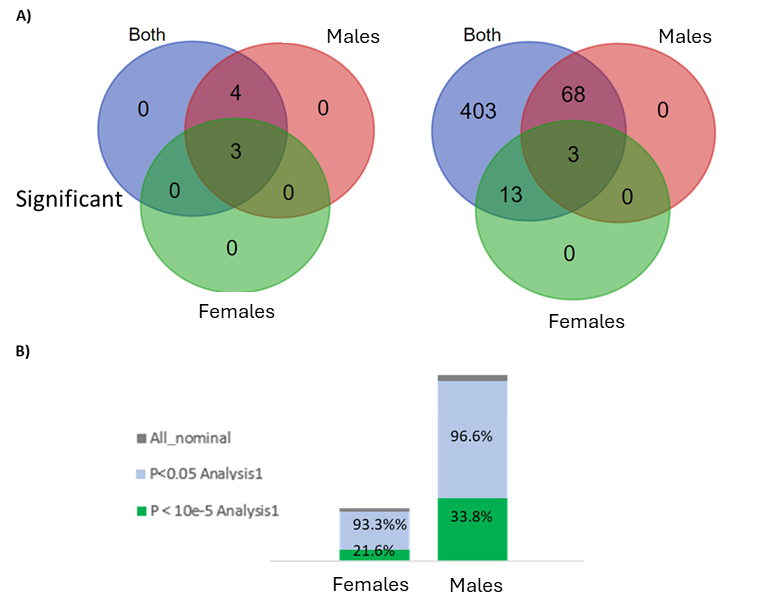 A)
Both
Males
Both
Males
0
4
0
403
68
0
3
3
Significant
0
0
13
0
0
0
Females
Females
B)
All_nominal
P<0.05 Analysis1
P < 10e-5 Analysis1
96.6%
33.8%
93.3%%
21.6%
Females
Males